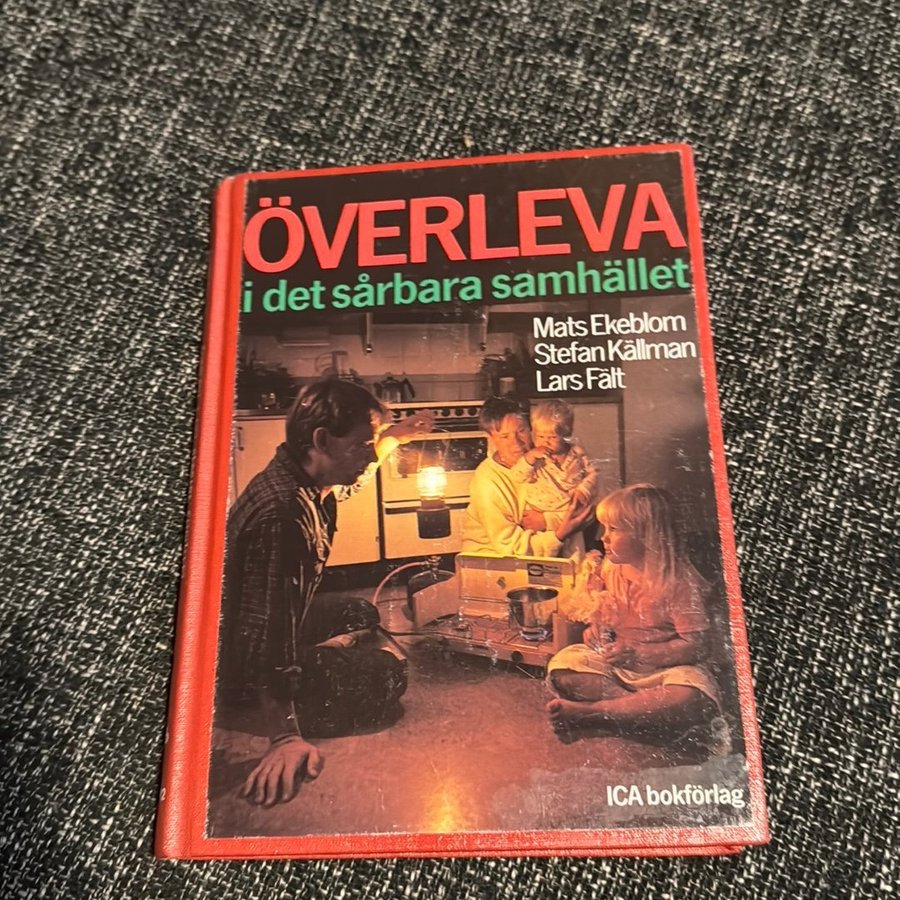 ÖVERLEVA
i det sårbara samhället
Mats Ekeblom
Stefan Källman
Lars Fält
ICA bokförlag